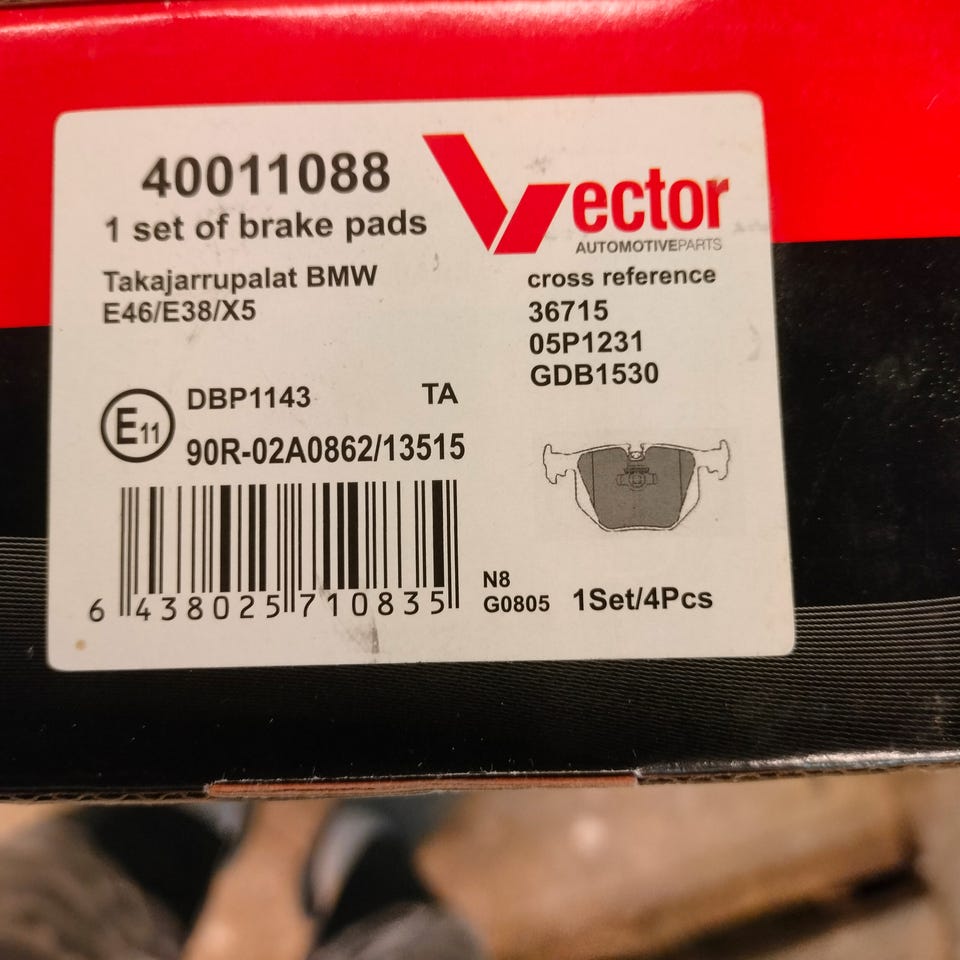 40011088
1 set of brake pads
Takajarrupalat BMW
E46/E38/X5
Vector
AUTOMOTIVEPARTS
cross reference
36715
05P1231
GDB1530
E11
DBP1143 TA
90R-02A0862/13515
6 438025 710835
N8
G0805
1Set/4Pcs